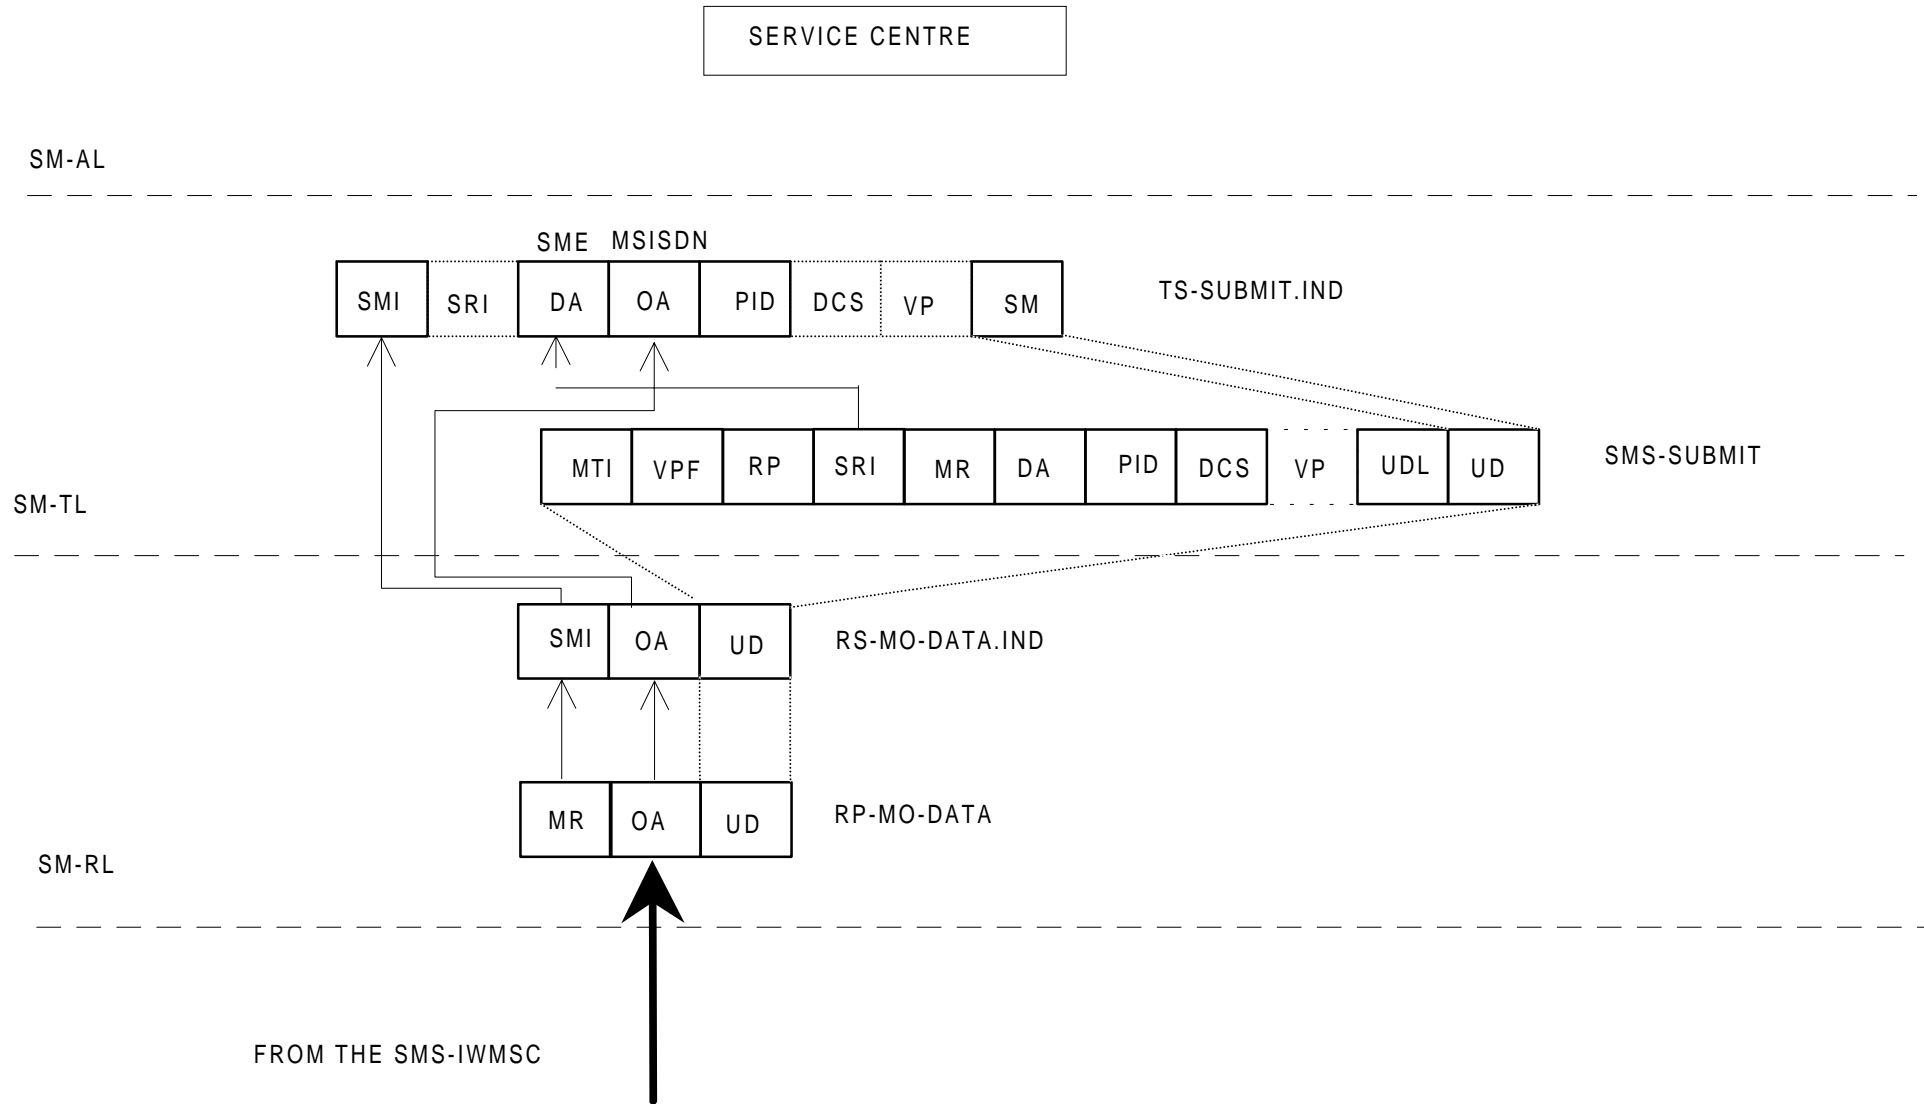 SERVICE CENTRE
SM-AL
SME MSISDN
SMI SRI DA OA PID DCS VP SM TS-SUBMIT.IND
MTI VPF RP SRI MR DA PID DCS VP UDL UD SMS-SUBMIT
SM-TL
SMI OA UD RS-MO-DATA.IND
MR OA UD RP-MO-DATA
SM-RL
FROM THE SMS-IWMSC